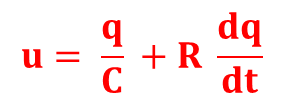 u = q/C + R dq/dt